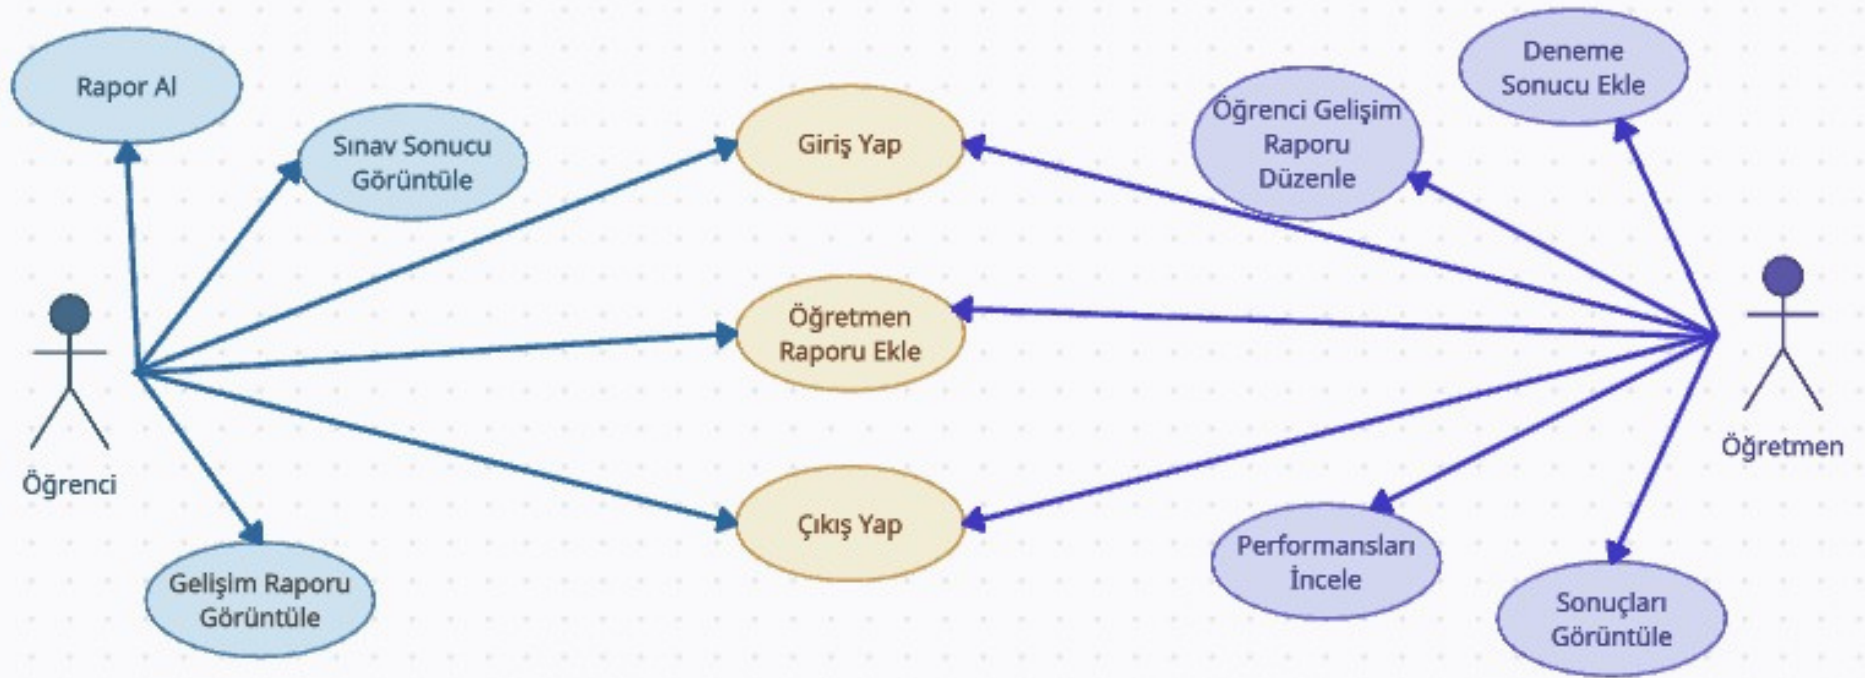 Rapor Al
Sınav Sonucu
Görüntüle
Giriş Yap
Öğrenci Gelişim
Raporu
Düzenle
Deneme
Sonucu Ekle
Öğretmen
Raporu Ekle
Öğrenci
Öğretmen
Çıkış Yap
Gelişim Raporu
Görüntüle
Performansları
İncele
Sonuçları
Görüntüle